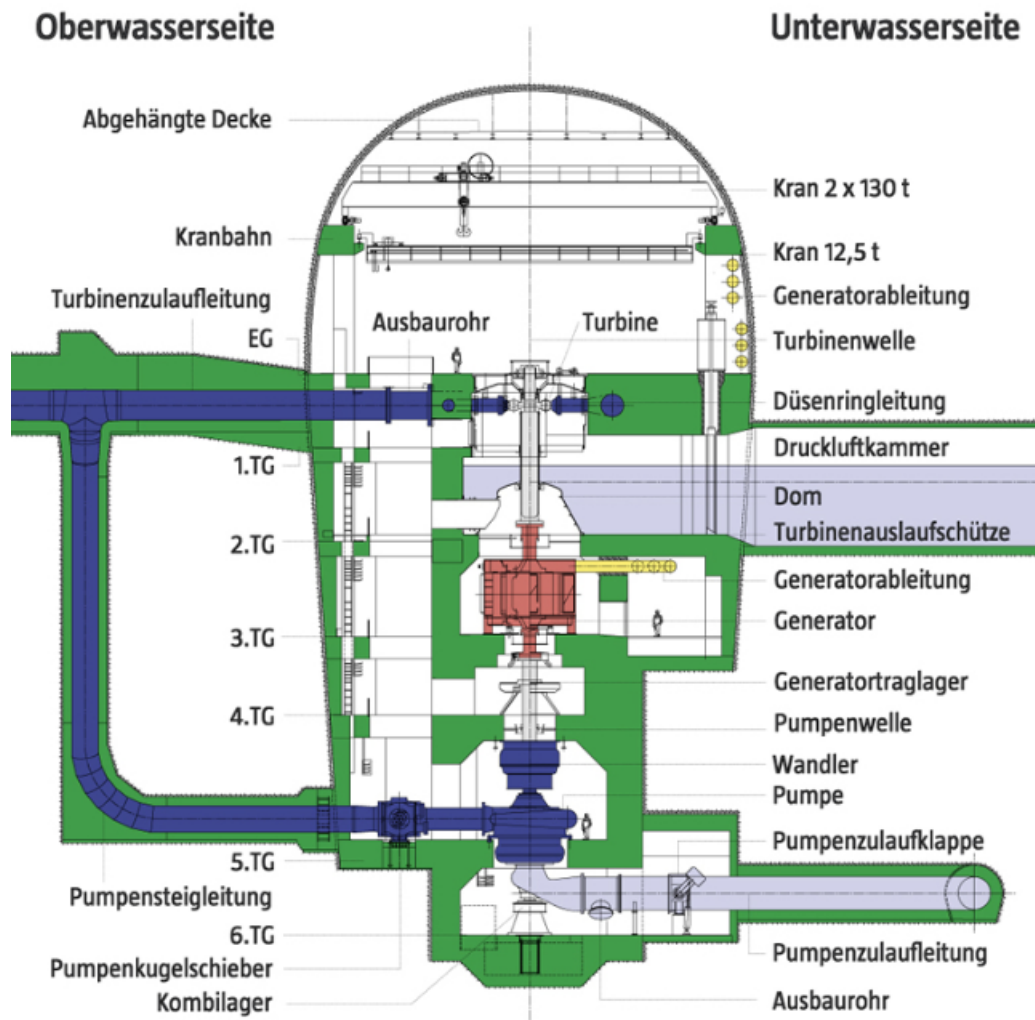 Oberwasserseite
Unterwasserseite
Abgehängte Decke
Kran 2 x 130 t
Kranbahn
Kran 12,5 t
Turbinenzulaufleitung
Generatorableitung
EG
Ausbaurohr
Turbine
Turbinenwelle
Düsenringleitung
Druckluftkammer
1.TG
Dom
Turbinenauslaufschütze
2.TG
Generatorableitung
Generator
3.TG
Generatortraglager
4.TG
Pumpenwelle
Wandler
Pumpe
Pumpenzulaufklappe
5.TG
Pumpensteigleitung
6.TG
Pumpenzulaufleitung
Pumpenkugelschieber
Kombilager
Ausbaurohr